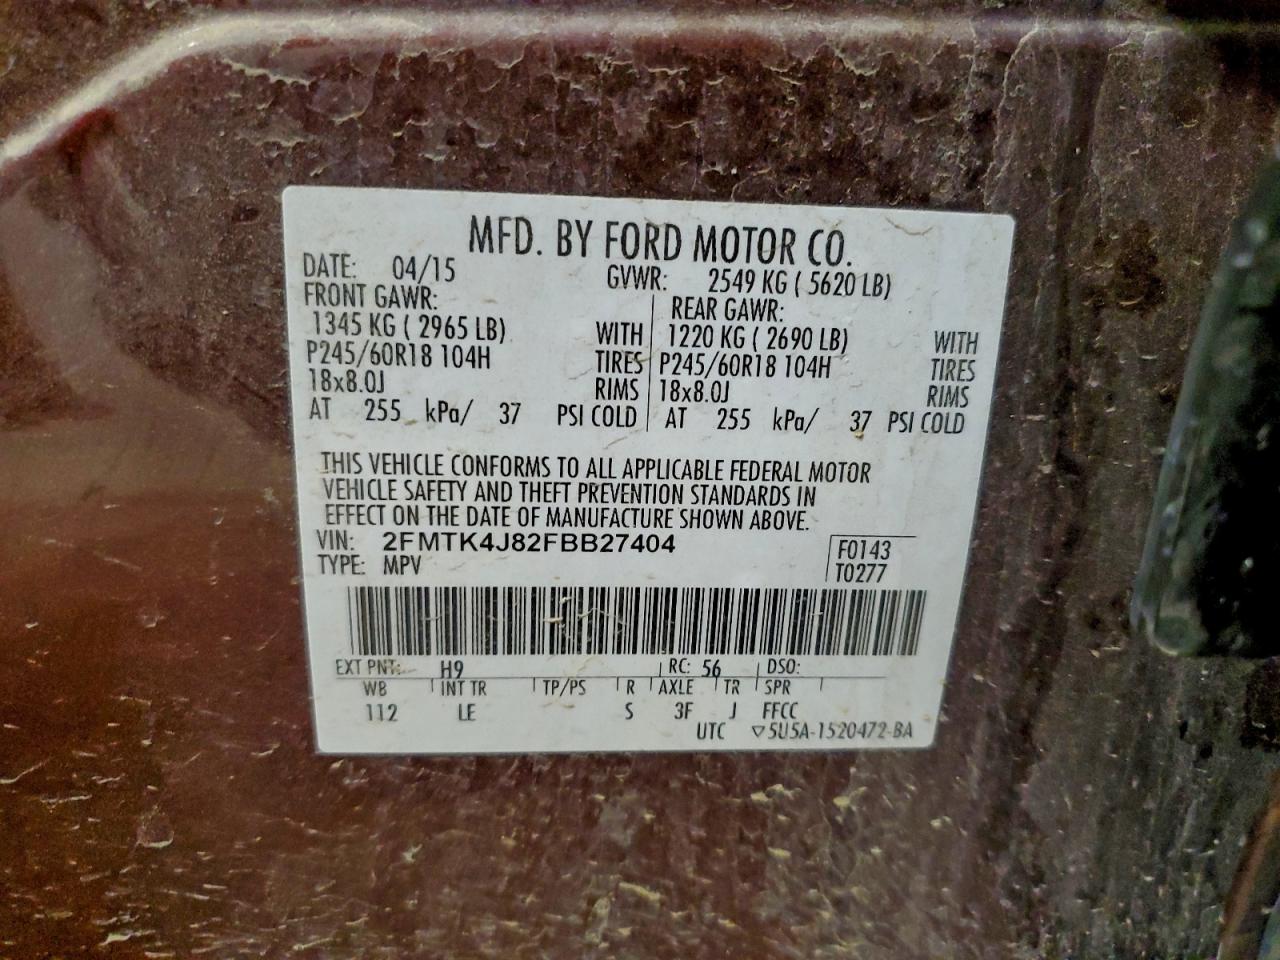 MFD. BY FORD MOTOR CO.
DATE: 04/15 GVWR: 2549 KG ( 5620 LB)
FRONT GAWR: REAR GAWR:
1345 KG ( 2965 LB) WITH 1220 KG ( 2690 LB) WITH
P245/60R18 104H TIRES P245/60R18 104H TIRES
18x8.0J RIMS 18x8.0J RIMS
AT 255 kPa/ 37 PSI COLD AT 255 kPa/ 37 PSI COLD
THIS VEHICLE CONFORMS TO ALL APPLICABLE FEDERAL MOTOR
VEHICLE SAFETY AND THEFT PREVENTION STANDARDS IN
EFFECT ON THE DATE OF MANUFACTURE SHOWN ABOVE.
VIN: 2FMTK4J82FBB27404 F0143
TYPE: MPV T0277
EXT PNT: H9 RC: 56 DSO:
WB INT TR TP/PS R AXLE TR SPR
112 LE S 3F J FFCC
UTC ▽5U5A-1520472-BA